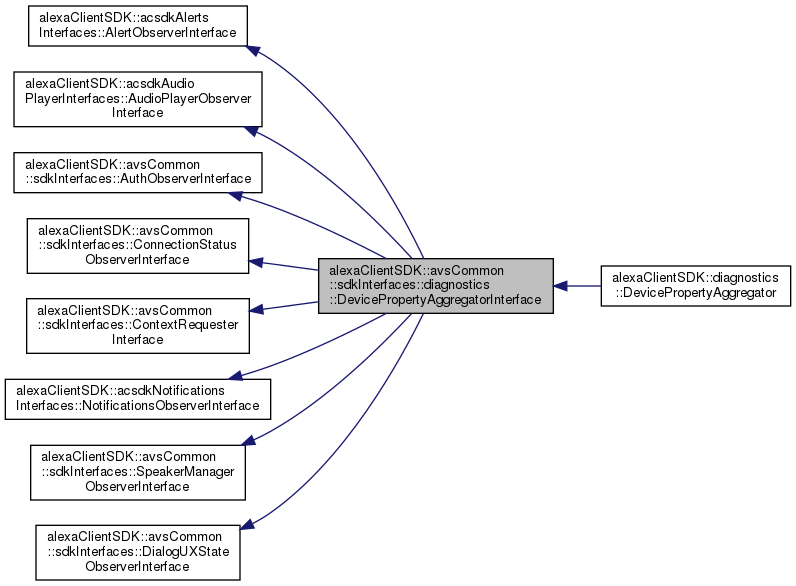 alexaClientSDK::acsdkAlerts
Interfaces::AlertObserverInterface
alexaClientSDK::acsdkAudio
PlayerInterfaces::AudioPlayerObserver
Interface
alexaClientSDK::avsCommon
::sdkInterfaces::AuthObserverInterface
alexaClientSDK::avsCommon
::sdkInterfaces::ConnectionStatus
ObserverInterface
alexaClientSDK::avsCommon
::sdkInterfaces::ContextRequester
Interface
alexaClientSDK::acsdkNotifications
Interfaces::NotificationsObserverInterface
alexaClientSDK::avsCommon
::sdkInterfaces::SpeakerManager
ObserverInterface
alexaClientSDK::avsCommon
::sdkInterfaces::DialogUXState
ObserverInterface
alexaClientSDK::avsCommon
::sdkInterfaces::diagnostics
::DevicePropertyAggregatorInterface
alexaClientSDK::diagnostics
::DevicePropertyAggregator